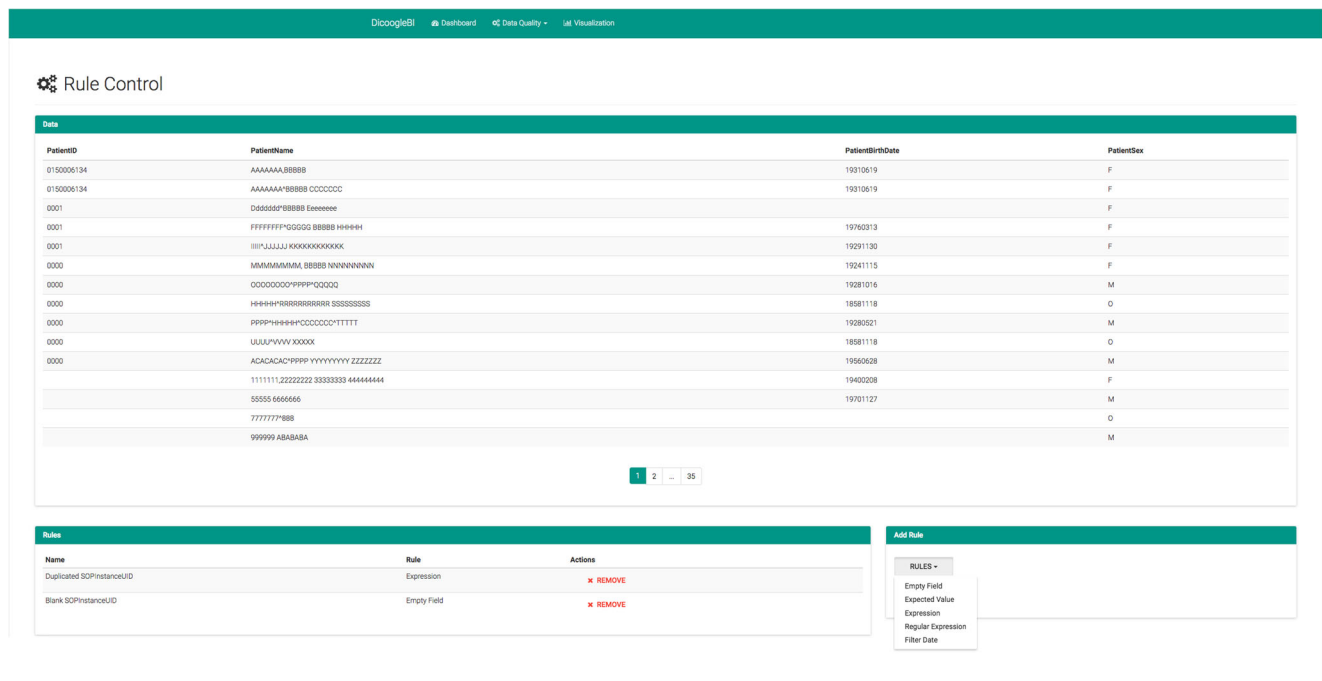 DicoogleBI Dashboard Data Quality Visualization
Rule Control
Data
PatientID PatientName PatientBirthDate PatientSex
0150006134 AAAAAAA,BBBBB 19310619 F
0150006134 AAAAAAA^BBBBB CCCCCCC 19310619 F
0001 Ddddddd^BBBBB Eeeeeeee F
0001 FFFFFFFF^GGGGG BBBBB HHHHH 19760313 F
0001 IIIII^JJJJJJ KKKKKKKKKKKK 19291130 F
0000 MMMMMMMM, BBBBB NNNNNNNNN 19241115 F
0000 OOOOOOOO^PPPP^QQQQQ 19281016 M
0000 HHHHH^RRRRRRRRRRR SSSSSSSSS 18581118 O
0000 PPPP^HHHHH^CCCCCCC^TTTTT 19280521 M
0000 UUUU^VVVV XXXXX 18581118 O
0000 ACACACAC^PPPP YYYYYYYYY ZZZZZZZ 19560628 M
1111111,22222222 33333333 444444444 19400208 F
55555 6666666 19701127 M
7777777^888 O
999999 ABABABA M
1 2 ... 35
Rules
Name Rule Actions
Duplicated SOPInstanceUID Expression REMOVE
Blank SOPInstanceUID Empty Field REMOVE
Add Rule
RULES
Empty Field
Expected Value
Expression
Regular Expression
Filter Date